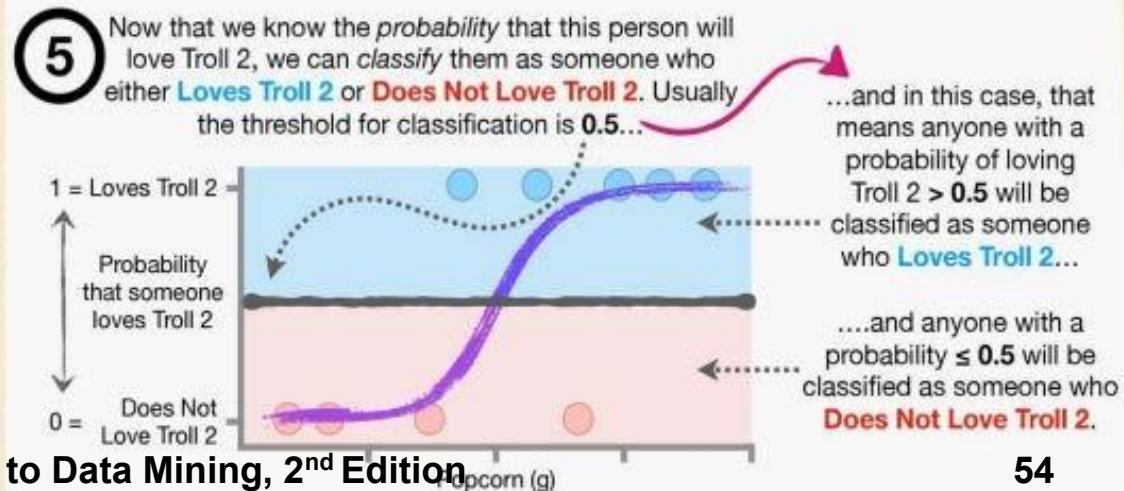 5
Now that we know the probability that this person will
love Troll 2, we can classify them as someone who
either Loves Troll 2 or Does Not Love Troll 2. Usually
the threshold for classification is 0.5...
...and in this case, that
means anyone with a
probability of loving
Troll 2 > 0.5 will be
classified as someone
who Loves Troll 2...
....and anyone with a
probability ≤ 0.5 will be
classified as someone who
Does Not Love Troll 2.
1 = Loves Troll 2
Probability
that someone
loves Troll 2
0 = Does Not
Love Troll 2
Popcorn (g)
to Data Mining, 2nd Edition
54